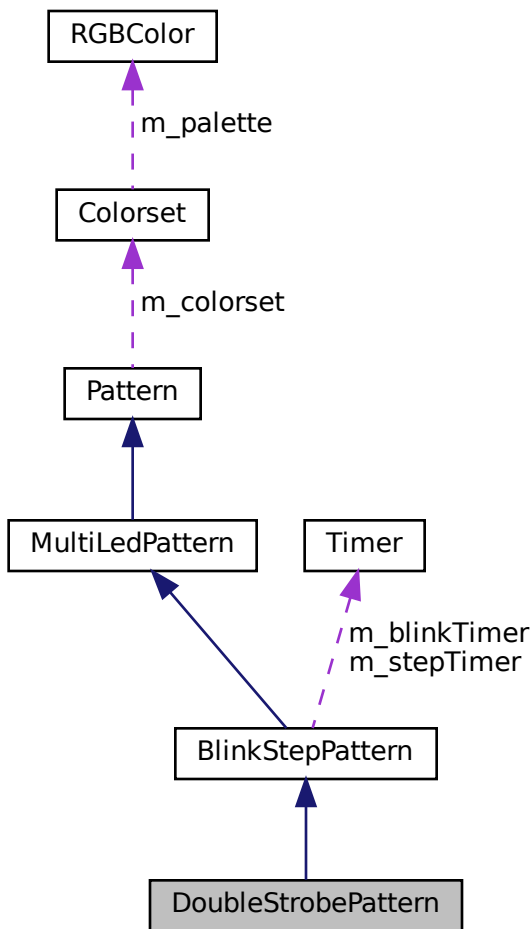 RGBColor
m_palette
Colorset
m_colorset
Pattern
MultiLedPattern
Timer
m_blinkTimer
m_stepTimer
BlinkStepPattern
DoubleStrobePattern